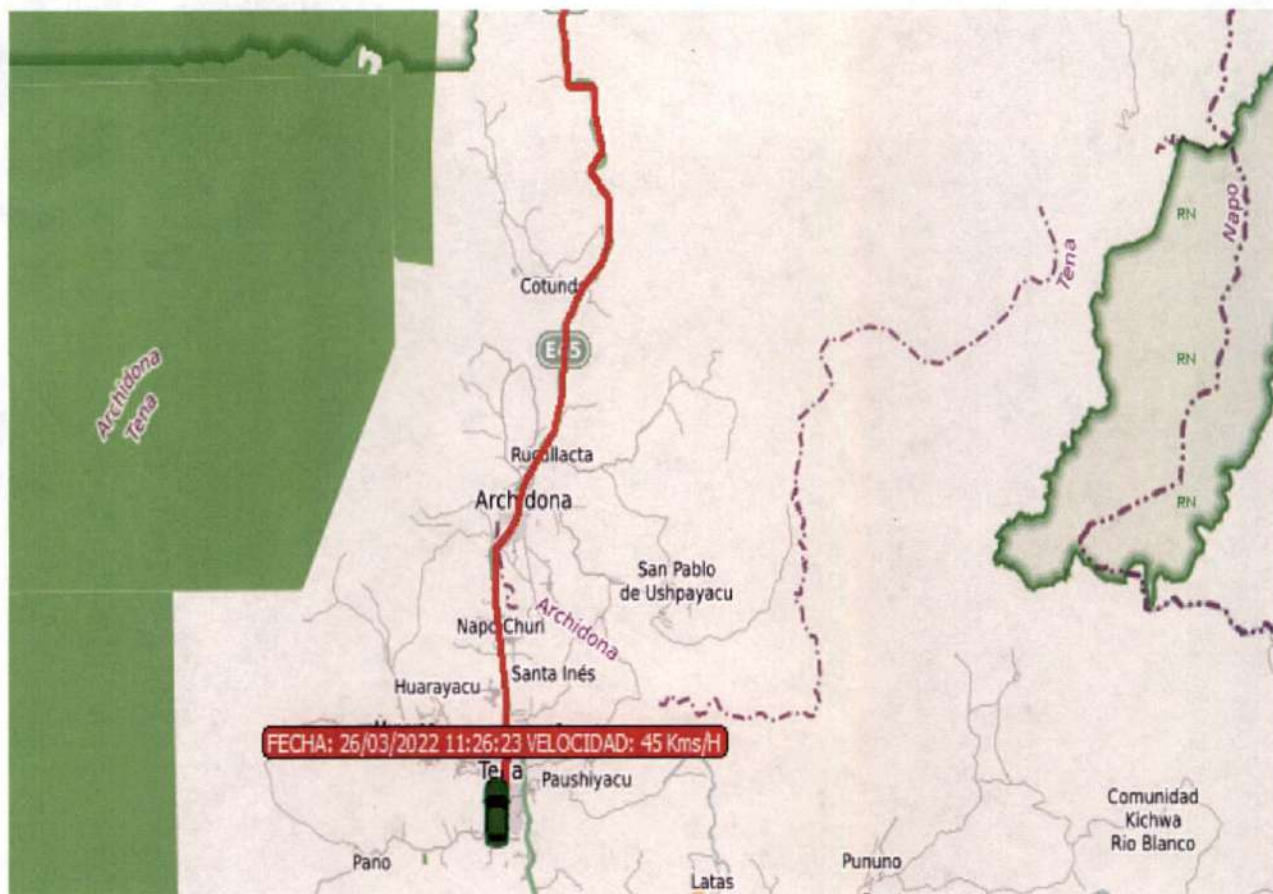 RN
Napo
Tena
Cotundo
E45
RN
Archidona
Tena
Rucullacta
Archidona
RN
San Pablo
de Ushpayacu
Archidona
Napo Churi
Santa Inés
Huarayacu
FECHA: 26/03/2022 11:26:23 VELOCIDAD: 45 Kms/H
Tena
Paushiyacu
Comunidad
Kichwa
Rio Blanco
Pano
Pununo
Latas